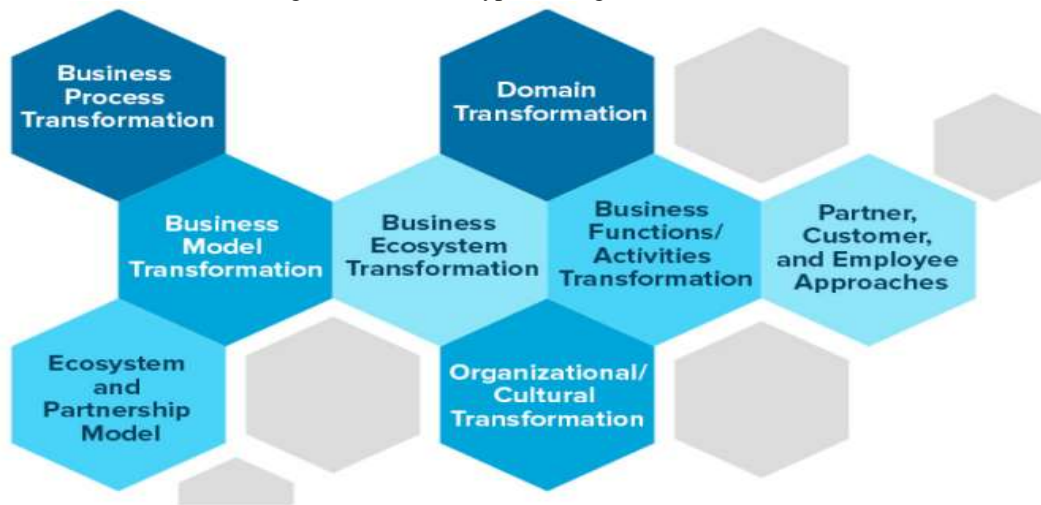 Business
Process
Transformation
Domain
Transformation
Business
Model
Transformation
Business
Ecosystem
Transformation
Business
Functions/
Activities
Transformation
Partner,
Customer,
and Employee
Approaches
Ecosystem
and
Partnership
Model
Organizational/
Cultural
Transformation